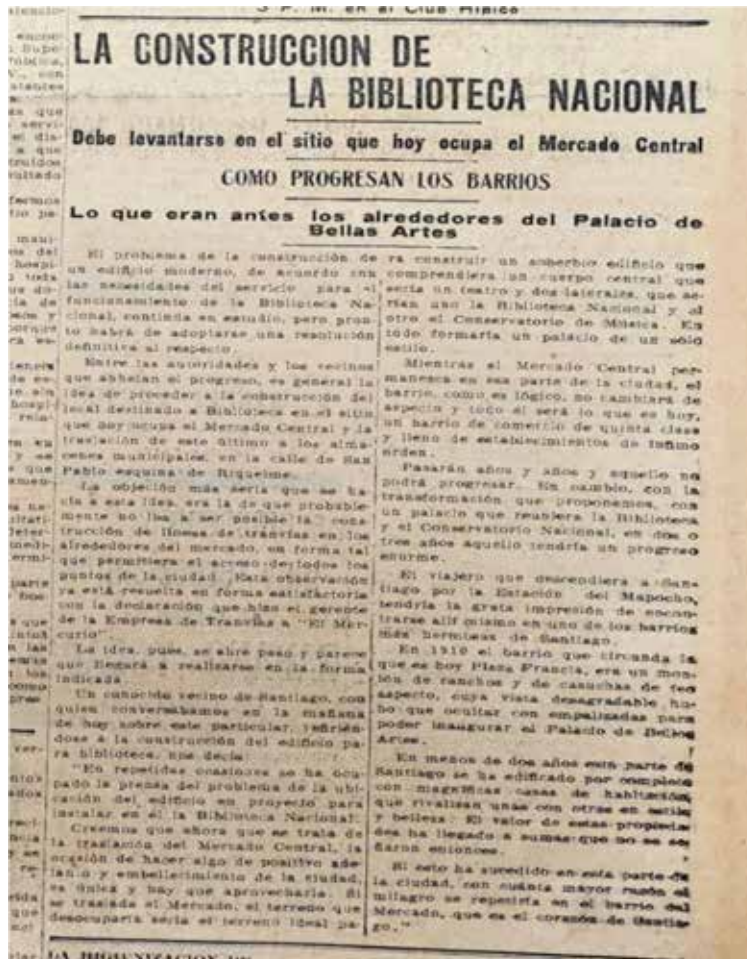 LA CONSTRUCCION DE
LA BIBLIOTECA NACIONAL
Debe levantarse en el sitio que hoy ocupa el Mercado Central
COMO PROGRESAN LOS BARRIOS
Lo que eran antes los alrededores del Palacio de
Bellas Artes
El problema de la construcción de
un edificio moderno, de acuerdo con
las necesidades del servicio para el
funcionamiento de la Biblioteca Na-
cional, continúa en estudio, pero pron-
to habrá de adoptarse una resolución
definitiva al respecto.
Entre las autoridades y los vecinos
que anhelan el progreso, es general la
idea de proceder a la construcción del
local destinado a Biblioteca en el sitio
que hoy ocupa el Mercado Central y la
traslación de este último a los alma-
cenes municipales, en la calle de San
Pablo esquina de Riquelme.
La objeción más seria que se ha-
cía a esta idea, era la de que probable-
mente no iba a ser posible la cons-
trucción de líneas de tranvías en los
alrededores del mercado, en forma tal
que permitiera el acceso de todos los
puntos de la ciudad. Esta observación
ya está resuelta en forma satisfactoria
con la declaración que hizo el gerente
de la Empresa de Tranvías a "El Mer-
curio"
La idea, pues, se abre paso y parece
que llegará a realizarse en la forma
indicada
Un conocido vecino de Santiago, con
quien conversábamos en la mañana
de hoy sobre este particular, refirién-
dose a la construcción del edificio pa-
ra biblioteca, nos decía:
"En repetidas ocasiones se ha ocu-
pado la prensa del problema de la ubi-
cación del edificio en proyecto para
instalar en él la Biblioteca Nacional.
Creemos que ahora que se trata de
la traslación del Mercado Central, la
ocasión de hacer algo de positivo ade-
lanto y embellecimiento de la ciudad,
es única y hay que aprovecharla. Si
se traslada el Mercado, el terreno que
desocuparía sería el terreno ideal pa-
ra construir un soberbio edificio que
comprendiera un cuerpo central que
sería un teatro y dos laterales, que se-
rían uno la Biblioteca Nacional y el
otro el Conservatorio de Música. En
todo formaría un palacio de un sólo
estilo.
Mientras el Mercado Central per-
manezca en esa parte de la ciudad, el
barrio, como es lógico, no cambiará de
aspecto y todo él será lo que es hoy,
un barrio de comercio de quinta clase
y lleno de establecimientos de ínfimo
orden.
Pasarán años y años y aquello no
podrá progresar. En cambio, con la
transformación que proponemos, con
un palacio que reuniera la Biblioteca
y el Conservatorio Nacional, en dos o
tres años aquello tendría un progreso
enorme.
El viajero que descendiera a San-
tiago por la Estación del Mapocho,
tendría la grata impresión de encon-
trarse allí mismo en uno de los barrios
más hermosos de Santiago.
En 1910 el barrio que circunda la
que es hoy Plaza Francia, era un mon-
tón de ranchos y de casuchas de feo
aspecto, cuya vista desagradable hu-
bo que ocultar con empalizadas para
poder inaugurar el Palacio de Bellas
Artes.
En menos de dos años esta parte de
Santiago se ha edificado por completo
con magníficas casas de habitación,
que rivalizan unas con otras en estilo
y belleza. El valor de estas propieda-
des ha llegado a sumas que no se so-
ñaron entonces.
Si esto ha sucedido en esta parte de
la ciudad, con cuánta mayor razón el
milagro se repetiría en el barrio del
Mercado, que es el corazón de Santia-
go."